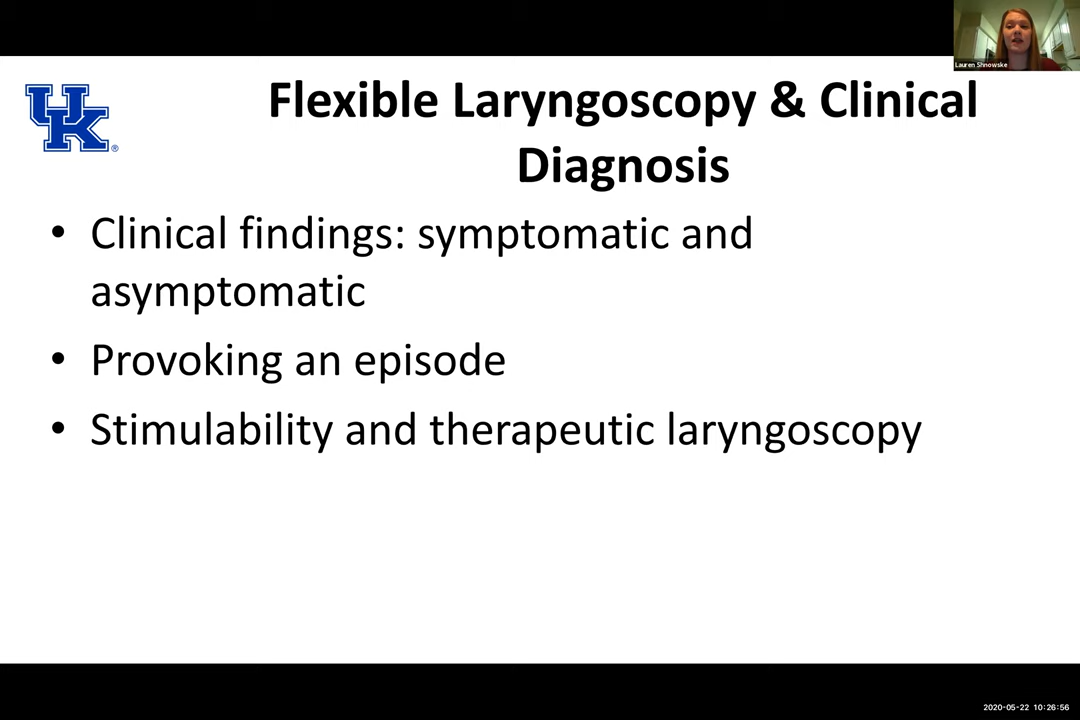 Lauren Shnowske
UK®
Flexible Laryngoscopy & Clinical
Diagnosis
• Clinical findings: symptomatic and
asymptomatic
• Provoking an episode
• Stimulability and therapeutic laryngoscopy
2020-05-22 10:26:56